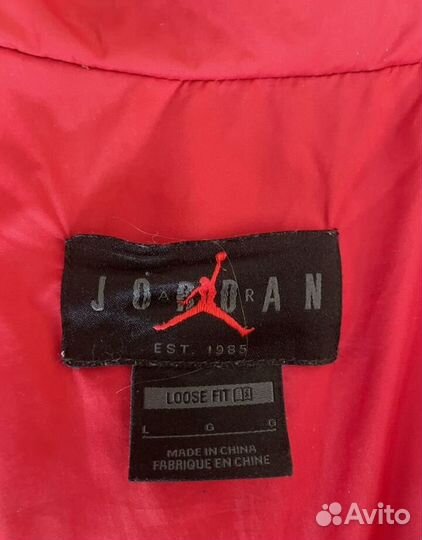 JORDAN
AIR
EST. 1985
LOOSE FIT
L G G
MADE IN CHINA
FABRIQUE EN CHINE
Avito